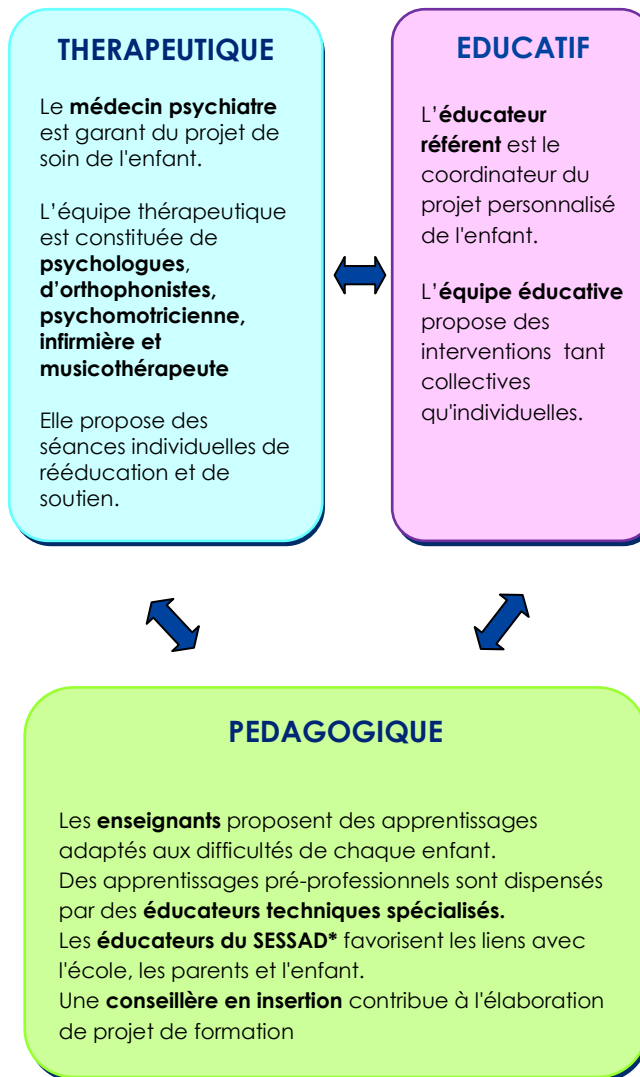 THERAPEUTIQUE
Le médecin psychiatre
est garant du projet de
soin de l'enfant.
L'équipe thérapeutique
est constituée de
psychologues,
d'orthophonistes,
psychomotricienne,
infirmière et
musicothérapeute
Elle propose des
séances individuelles de
rééducation et de
soutien.
EDUCATIF
L'éducateur
référent est le
coordinateur du
projet personnalisé
de l'enfant.
L'équipe éducative
propose des
interventions tant
collectives
qu'individuelles.
PEDAGOGIQUE
Les enseignants proposent des apprentissages
adaptés aux difficultés de chaque enfant.
Des apprentissages pré-professionnels sont dispensés
par des éducateurs techniques spécialisés.
Les éducateurs du SESSAD* favorisent les liens avec
l'école, les parents et l'enfant.
Une conseillère en insertion contribue à l'élaboration
de projet de formation